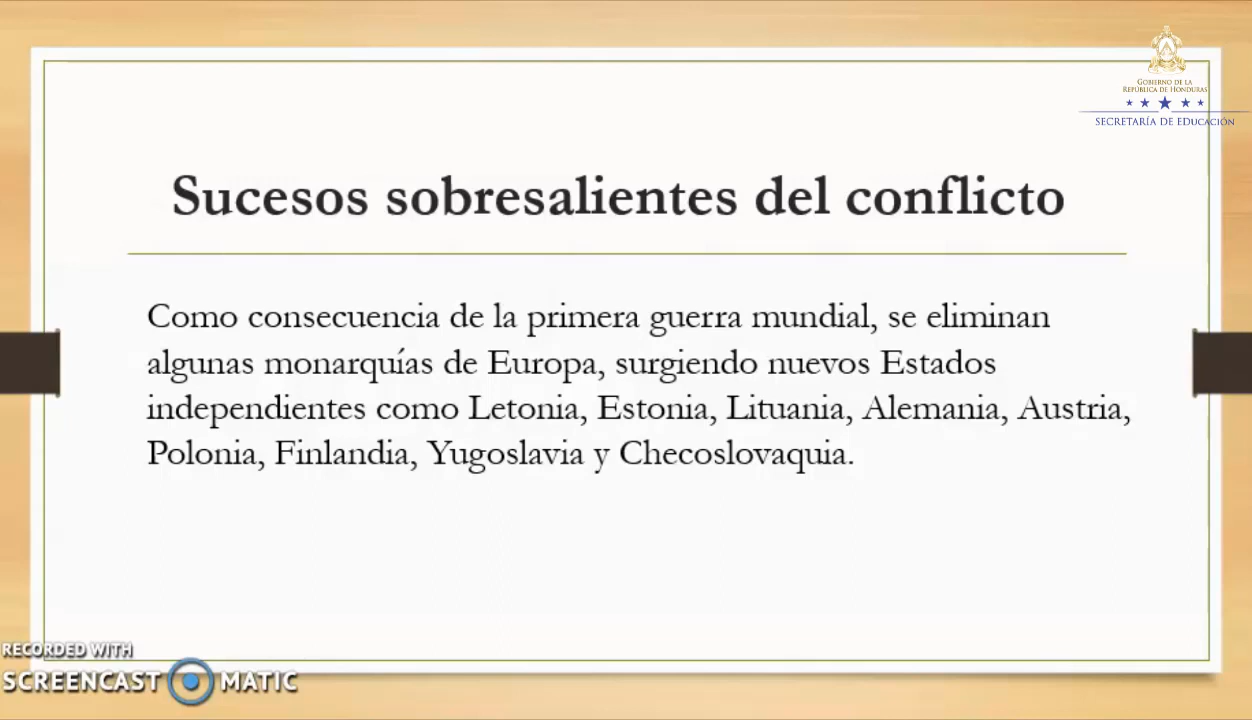 GOBIERNO DE LA
REPÚBLICA DE HONDURAS
SECRETARÍA DE EDUCACIÓN
Sucesos sobresalientes del conflicto
Como consecuencia de la primera guerra mundial, se eliminan
algunas monarquías de Europa, surgiendo nuevos Estados
independientes como Letonia, Estonia, Lituania, Alemania, Austria,
Polonia, Finlandia, Yugoslavia y Checoslovaquia.
RECORDED WITH
SCREENCAST MATIC